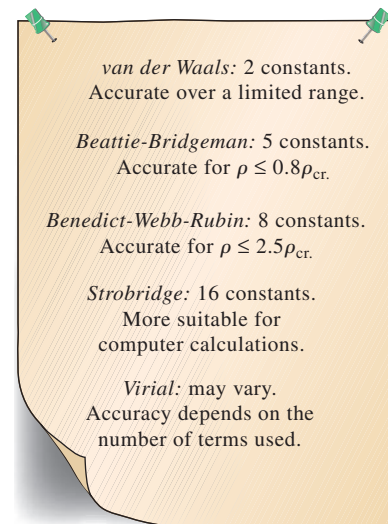 van der Waals: 2 constants.
Accurate over a limited range.
Beattie-Bridgeman: 5 constants.
Accurate for ρ ≤ 0.8ρcr.
Benedict-Webb-Rubin: 8 constants.
Accurate for ρ ≤ 2.5ρcr.
Strobridge: 16 constants.
More suitable for
computer calculations.
Virial: may vary.
Accuracy depends on the
number of terms used.